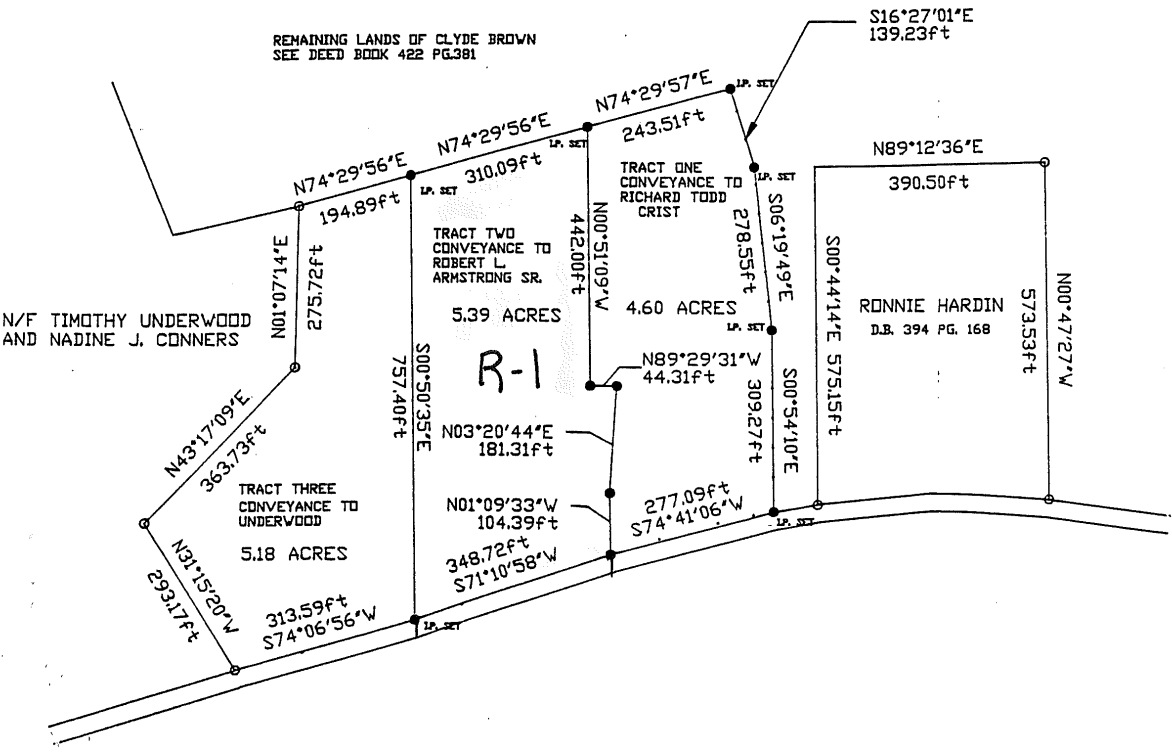 S16°27'01"E
139.23ft
REMAINING LANDS OF CLYDE BROWN
SEE DEED BOOK 422 PG.381
N74°29'57"E
243.51ft
I.P. SET
N74°29'56"E
310.09ft
I.P. SET
N74°29'56"E
194.89ft
I.P. SET
N89°12'36"E
390.50ft
TRACT ONE
CONVEYANCE TO
RICHARD TODD
CRIST
4.60 ACRES
I.P. SET
S06°19'49"E
278.55ft
N00°51'09"W
442.00ft
TRACT TWO
CONVEYANCE TO
ROBERT L.
ARMSTRONG SR.
5.39 ACRES
R-1
N01°07'14"E
275.72ft
N/F TIMOTHY UNDERWOOD
AND NADINE J. CONNERS
S00°44'14"E 575.15ft
RONNIE HARDIN
D.B. 394 PG. 168
N00°47'27"W
573.53ft
I.P. SET
S00°50'35"E
757.40ft
N89°29'31"W
44.31ft
S00°54'10"E
309.27ft
N43°17'09"E
363.73ft
N03°20'44"E
181.31ft
TRACT THREE
CONVEYANCE TO
UNDERWOOD
5.18 ACRES
N01°09'33"W
104.39ft
277.09ft
S74°41'06"W
I.P. SET
N31°15'20"W
293.17ft
348.72ft
S71°10'58"W
313.59ft
S74°06'56"W
I.P. SET